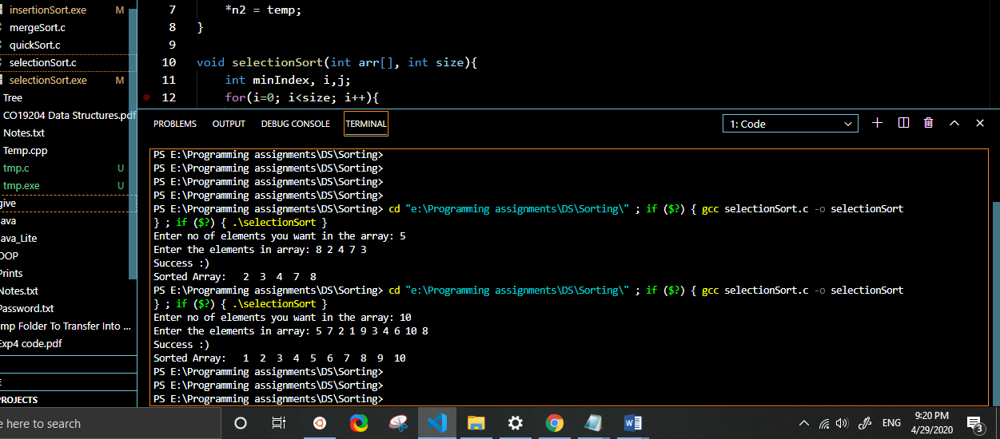 insertionSort.exe M
mergeSort.c
quickSort.c
selectionSort.c
selectionSort.exe M
Tree
CO19204 Data Structures.pdf
Notes.txt
Temp.cpp
tmp.c U
tmp.exe U
give
ava
ava_Lite
OOP
Prints
Notes.txt
Password.txt
mp Folder To Transfer Into ...
Exp4 code.pdf
E
PROJECTS
7 *n2 = temp;
8 }
9
10 void selectionSort(int arr[], int size){
11 int minIndex, i,j;
12 for(i=0; i<size; i++){
PROBLEMS OUTPUT DEBUG CONSOLE TERMINAL 1: Code
PS E:\Programming assignments\DS\Sorting>
PS E:\Programming assignments\DS\Sorting>
PS E:\Programming assignments\DS\Sorting>
PS E:\Programming assignments\DS\Sorting>
PS E:\Programming assignments\DS\Sorting> cd "e:\Programming assignments\DS\Sorting\" ; if ($?) { gcc selectionSort.c -o selectionSort
} ; if ($?) { .\selectionSort }
Enter no of elements you want in the array: 5
Enter the elements in array: 8 2 4 7 3
Success :)
Sorted Array: 2 3 4 7 8
PS E:\Programming assignments\DS\Sorting> cd "e:\Programming assignments\DS\Sorting\" ; if ($?) { gcc selectionSort.c -o selectionSort
} ; if ($?) { .\selectionSort }
Enter no of elements you want in the array: 10
Enter the elements in array: 5 7 2 1 9 3 4 6 10 8
Success :)
Sorted Array: 1 2 3 4 5 6 7 8 9 10
PS E:\Programming assignments\DS\Sorting>
PS E:\Programming assignments\DS\Sorting>
PS E:\Programming assignments\DS\Sorting>
e here to search
ENG
9:20 PM
4/29/2020
3